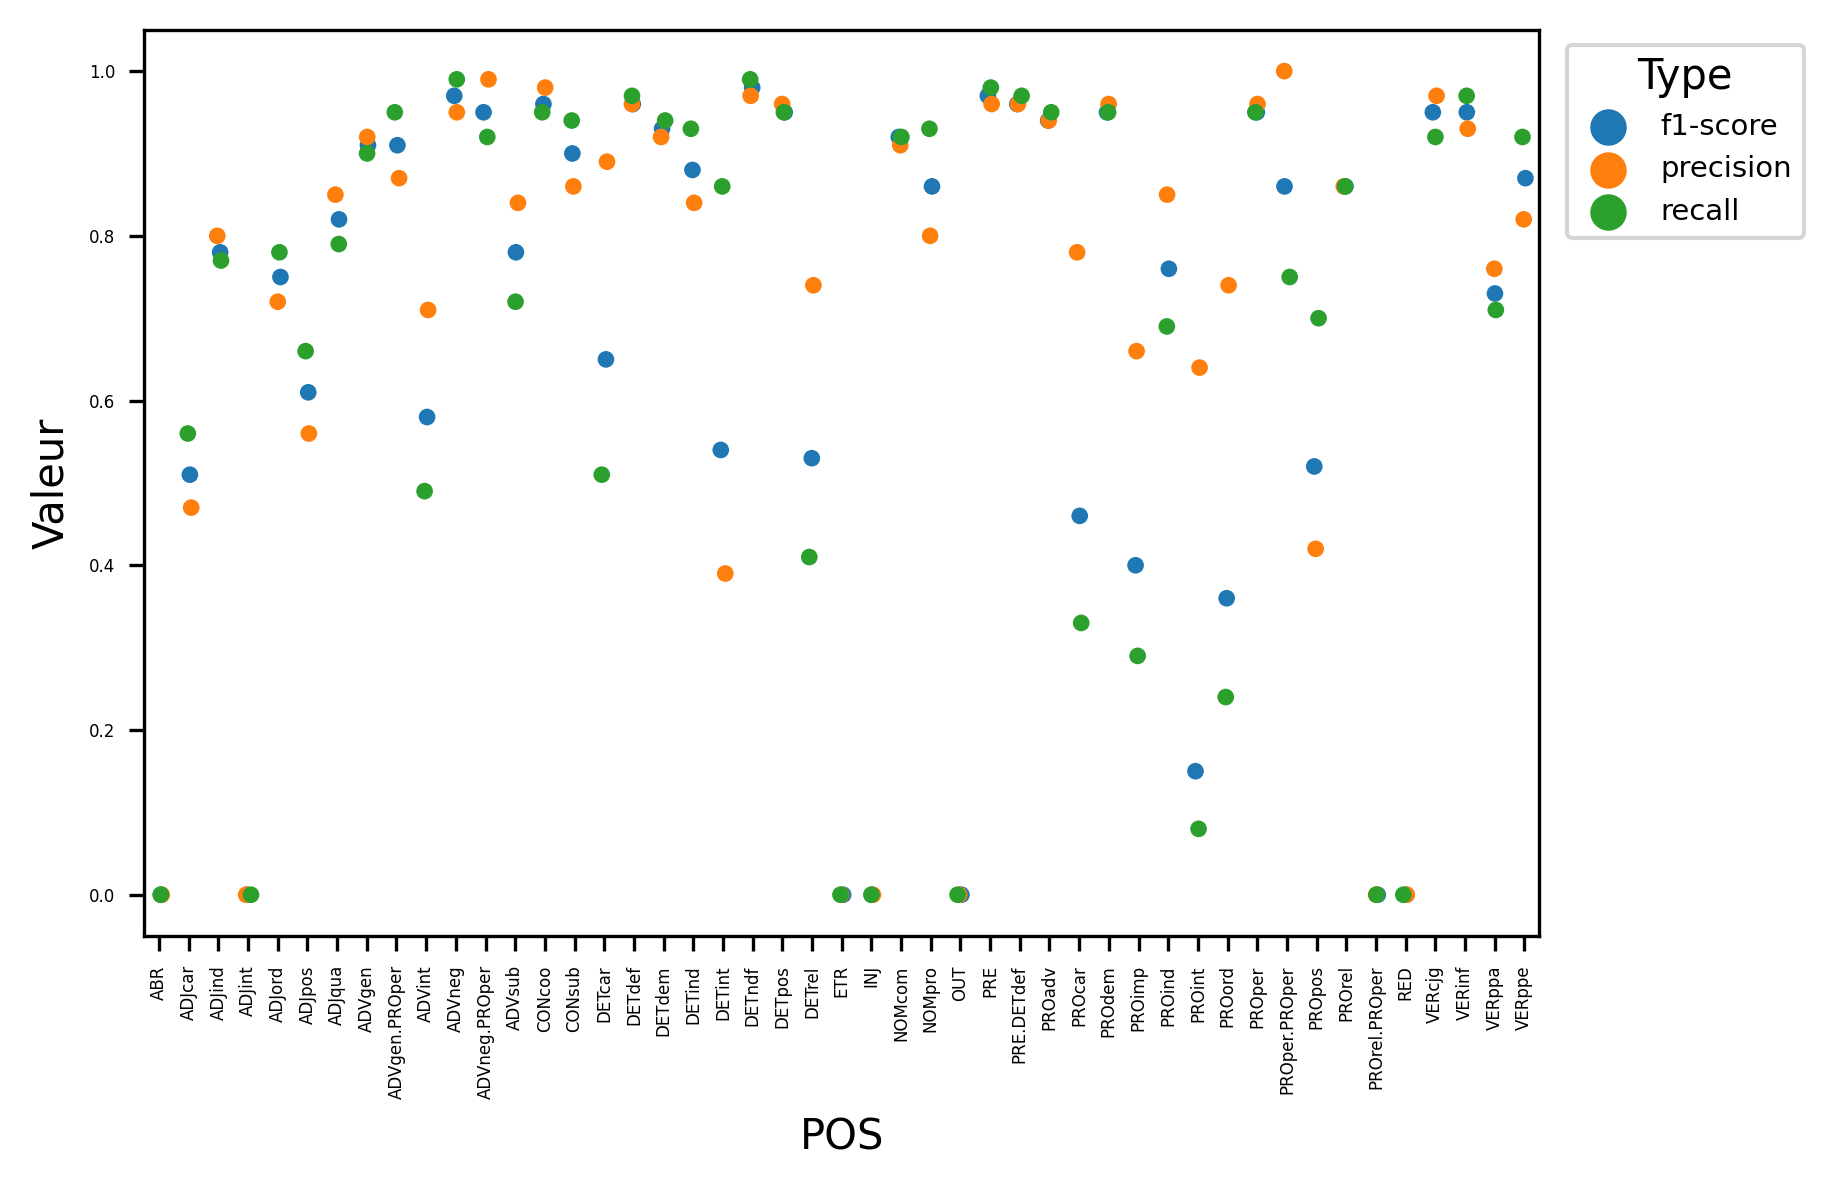 Type
f1-score
precision
recall
Valeur
1.0
0.8
0.6
0.4
0.2
0.0
ABR
ADJcar
ADJind
ADJint
ADJord
ADJpos
ADJqua
ADVgen
ADVgen.PROper
ADVint
ADVneg
ADVneg.PROper
ADVsub
CONcoo
CONsub
DETcar
DETdef
DETdem
DETind
DETint
DETndf
DETpos
DETrel
ETR
INJ
NOMcom
NOMpro
OUT
PRE
PRE.DETdef
PROadv
PROcar
PROdem
PROimp
PROind
PROint
PROord
PROper
PROper.PROper
PROpos
PROrel
PROrel.PROper
RED
VERcjg
VERinf
VERppa
VERppe
POS